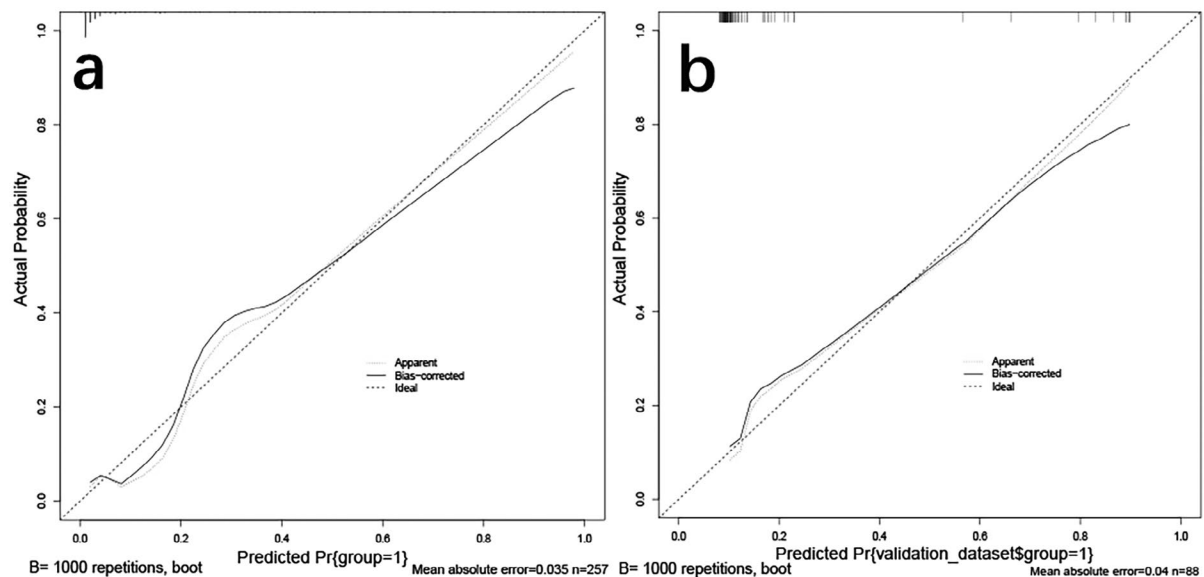 a
1.0
0.8
0.6
0.4
0.2
0.0
Actual Probability
Apparent
Bias-corrected
Ideal
0.0 0.2 0.4 0.6 0.8 1.0
Predicted Pr{group=1}
B= 1000 repetitions, boot
Mean absolute error=0.035 n=257
b
1.0
0.8
0.6
0.4
0.2
0.0
Actual Probability
Apparent
Bias-corrected
Ideal
0.0 0.2 0.4 0.6 0.8 1.0
Predicted Pr{validation_dataset$group=1}
B= 1000 repetitions, boot
Mean absolute error=0.04 n=88